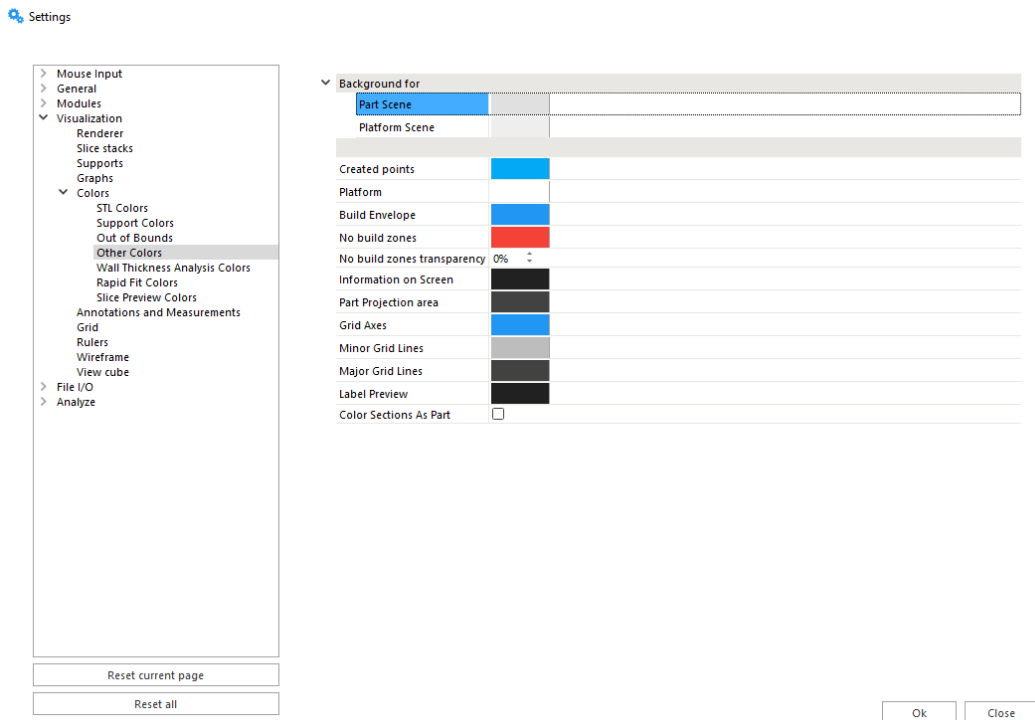 Settings
Mouse Input
General
Modules
Visualization
Renderer
Slice stacks
Supports
Graphs
Colors
STL Colors
Support Colors
Out of Bounds
Other Colors
Wall Thickness Analysis Colors
Rapid Fit Colors
Slice Preview Colors
Annotations and Measurements
Grid
Rulers
Wireframe
View cube
File I/O
Analyze
Reset current page
Reset all
Background for
Part Scene
Platform Scene
Created points
Platform
Build Envelope
No build zones
No build zones transparency 0%
Information on Screen
Part Projection area
Grid Axes
Minor Grid Lines
Major Grid Lines
Label Preview
Color Sections As Part
Ok Close